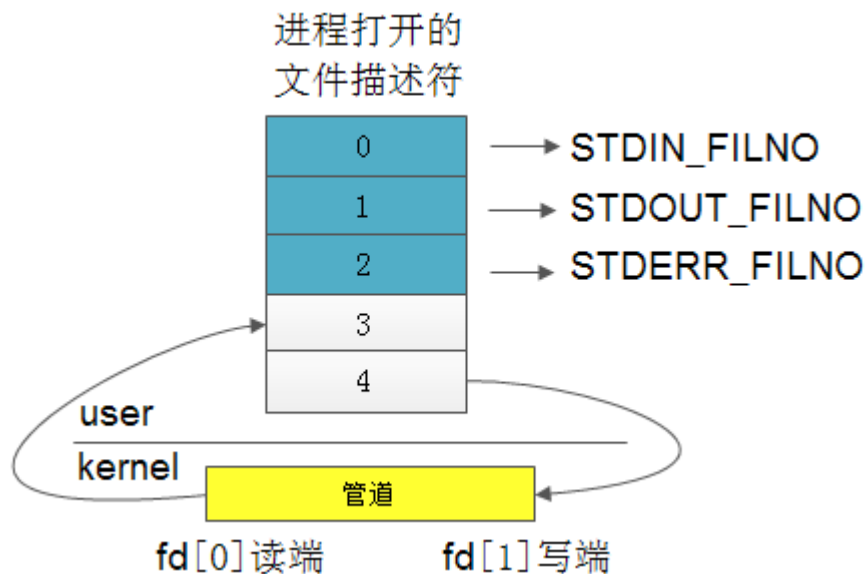 进程打开的
文件描述符
0
STDIN_FILNO
1
STDOUT_FILNO
2
STDERR_FILNO
3
4
user
kernel
管道
fd[0]读端
fd[1]写端